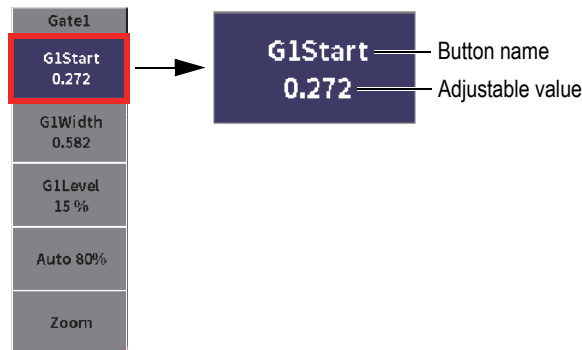 Gate1
G1Start
0.272
G1Width
0.582
G1Level
15 %
Auto 80%
Zoom
G1Start
0.272
Button name
Adjustable value